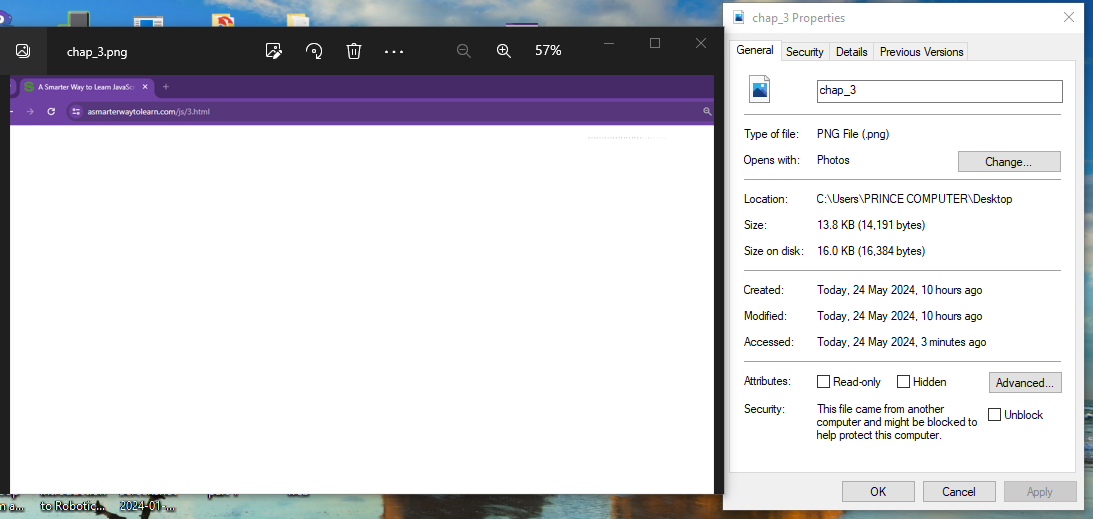 chap_3.png
57%
A Smarter Way to Learn JavaSc
asmarterwaytolearn.com/js/3.html
to Robotic...
2024-01-...
chap_3 Properties
General Security Details Previous Versions
chap_3
Type of file: PNG File (.png)
Opens with: Photos Change...
Location: C:\Users\PRINCE COMPUTER\Desktop
Size: 13.8 KB (14,191 bytes)
Size on disk: 16.0 KB (16,384 bytes)
Created: Today, 24 May 2024, 10 hours ago
Modified: Today, 24 May 2024, 10 hours ago
Accessed: Today, 24 May 2024, 3 minutes ago
Attributes: Read-only Hidden Advanced...
Security: This file came from another
computer and might be blocked to
help protect this computer.
Unblock
OK Cancel Apply